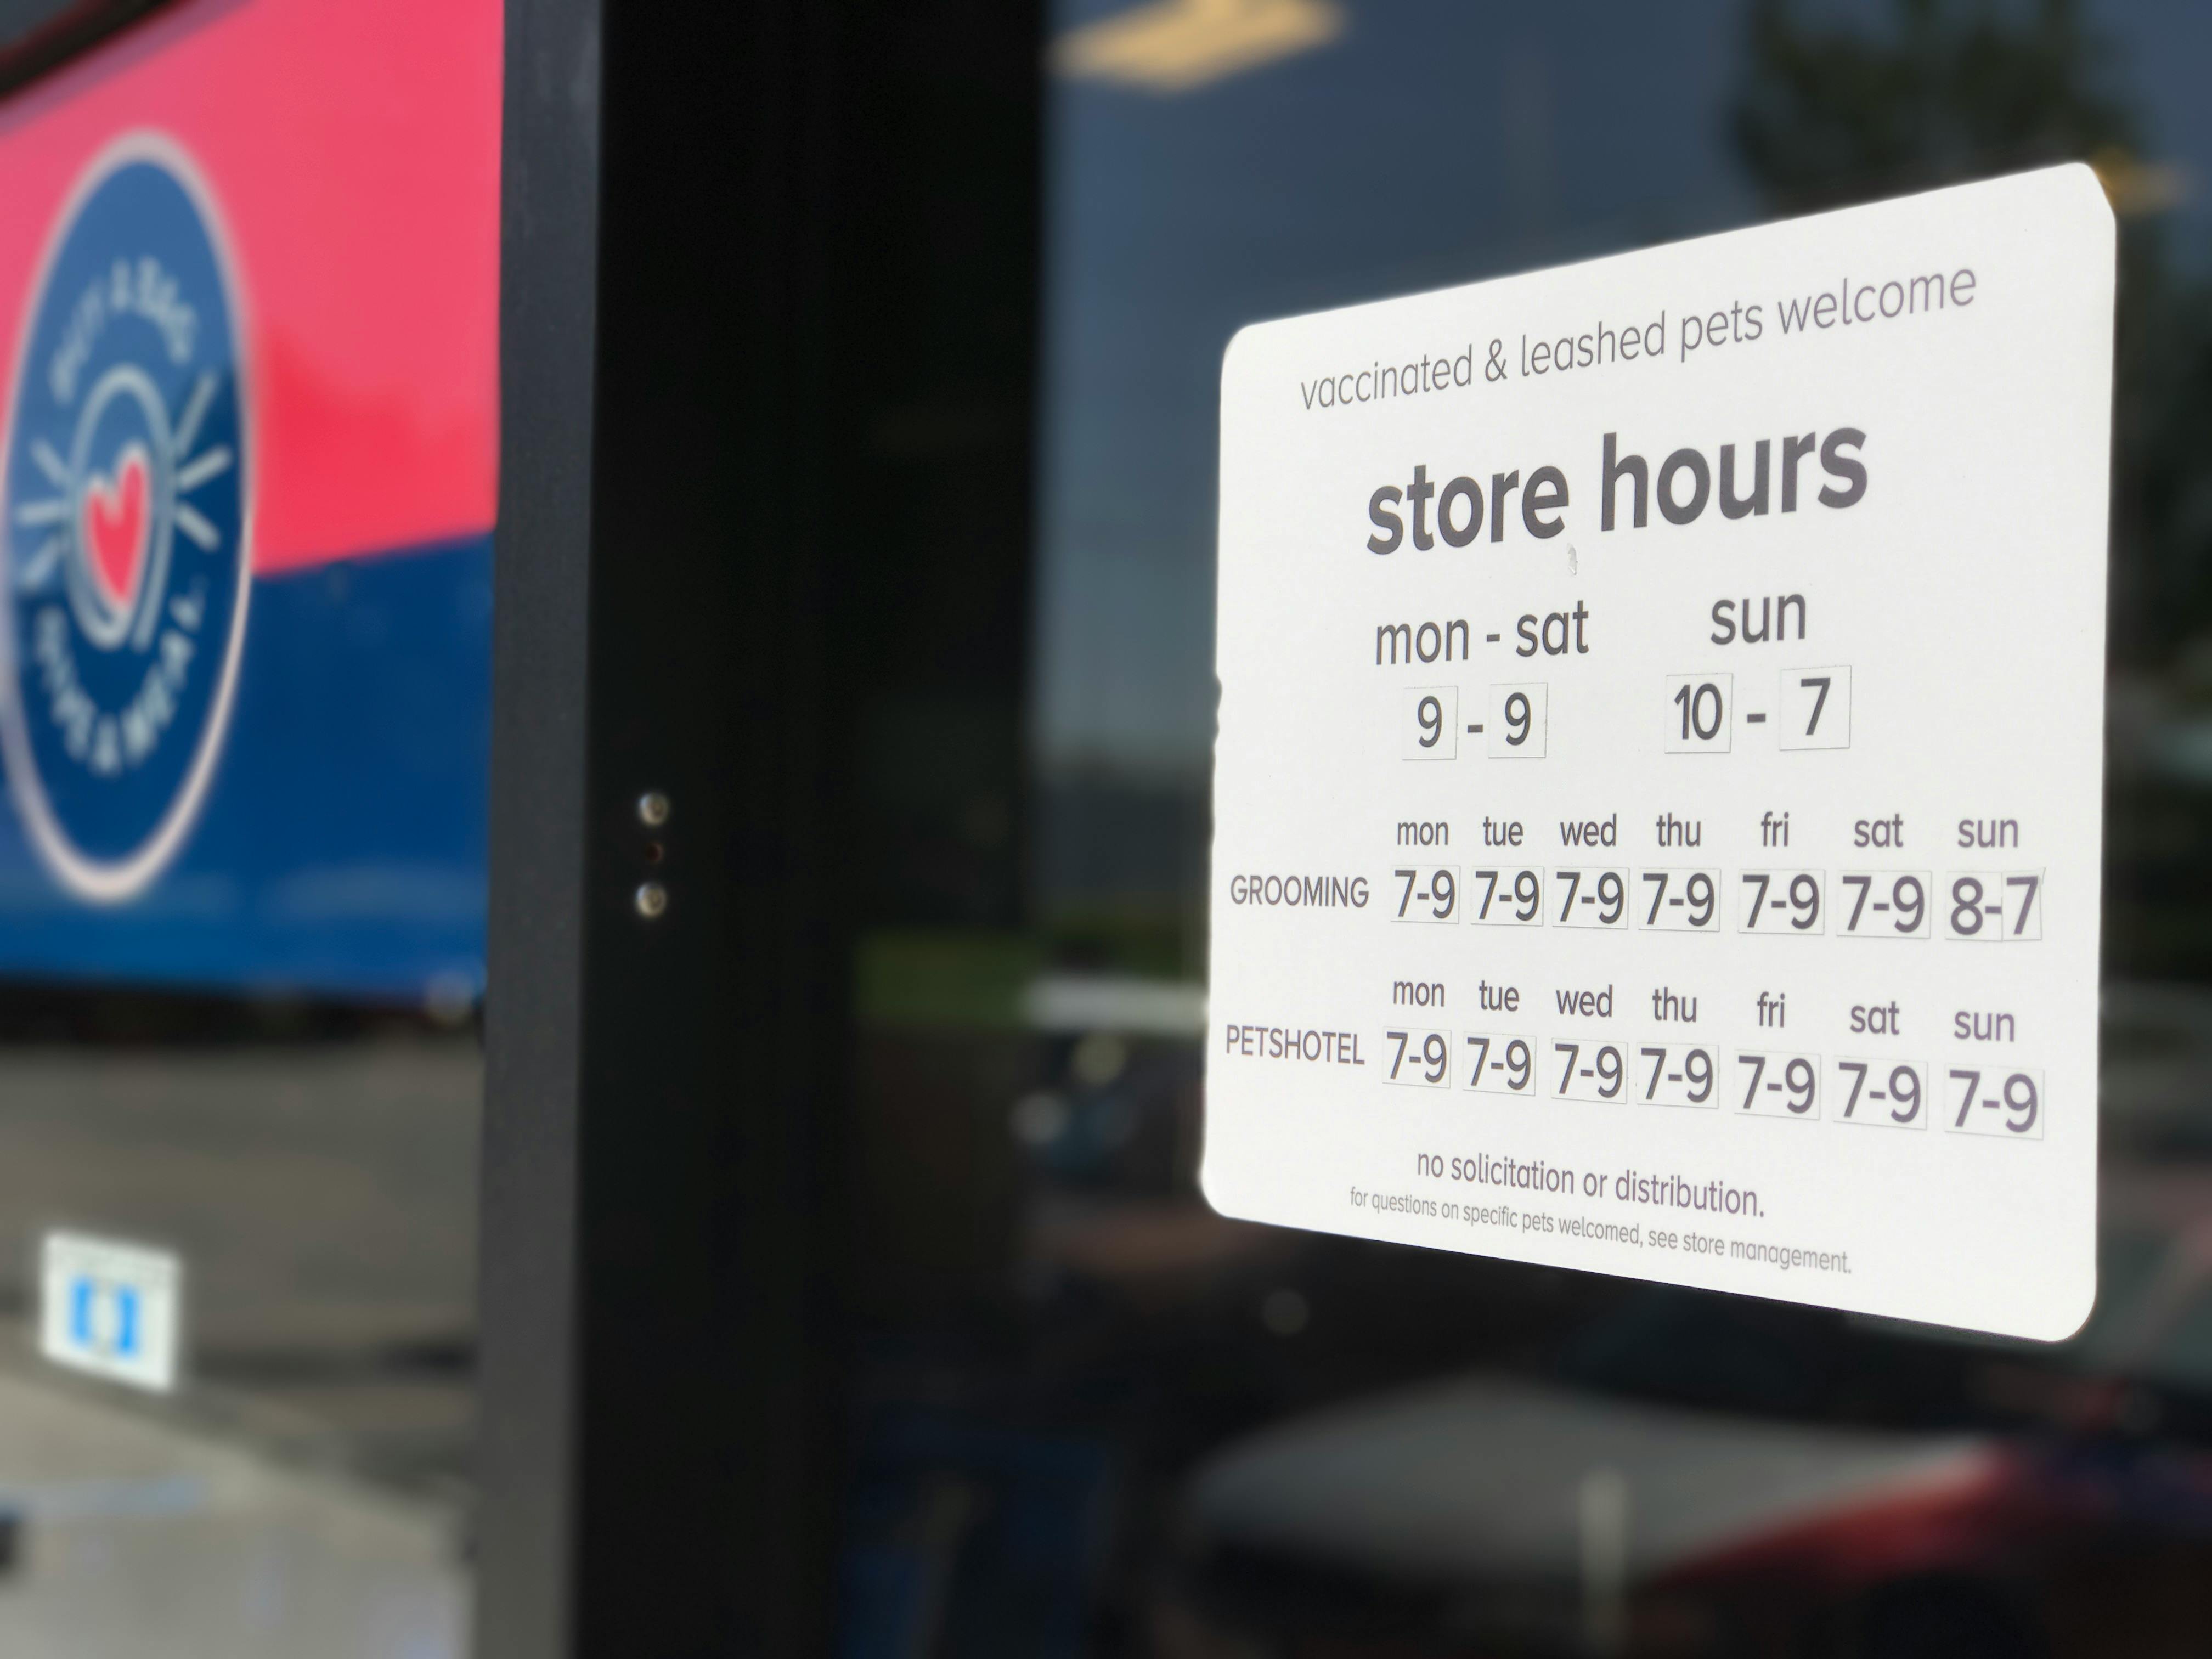 vaccinated & leashed pets welcome
store hours
mon - sat sun
9 - 9 10 - 7
mon tue wed thu fri sat sun
GROOMING 7-9 7-9 7-9 7-9 7-9 7-9 8-7
mon tue wed thu fri sat sun
PETSHOTEL 7-9 7-9 7-9 7-9 7-9 7-9 7-9
no solicitation or distribution.
for questions on specific pets welcomed, see store management.